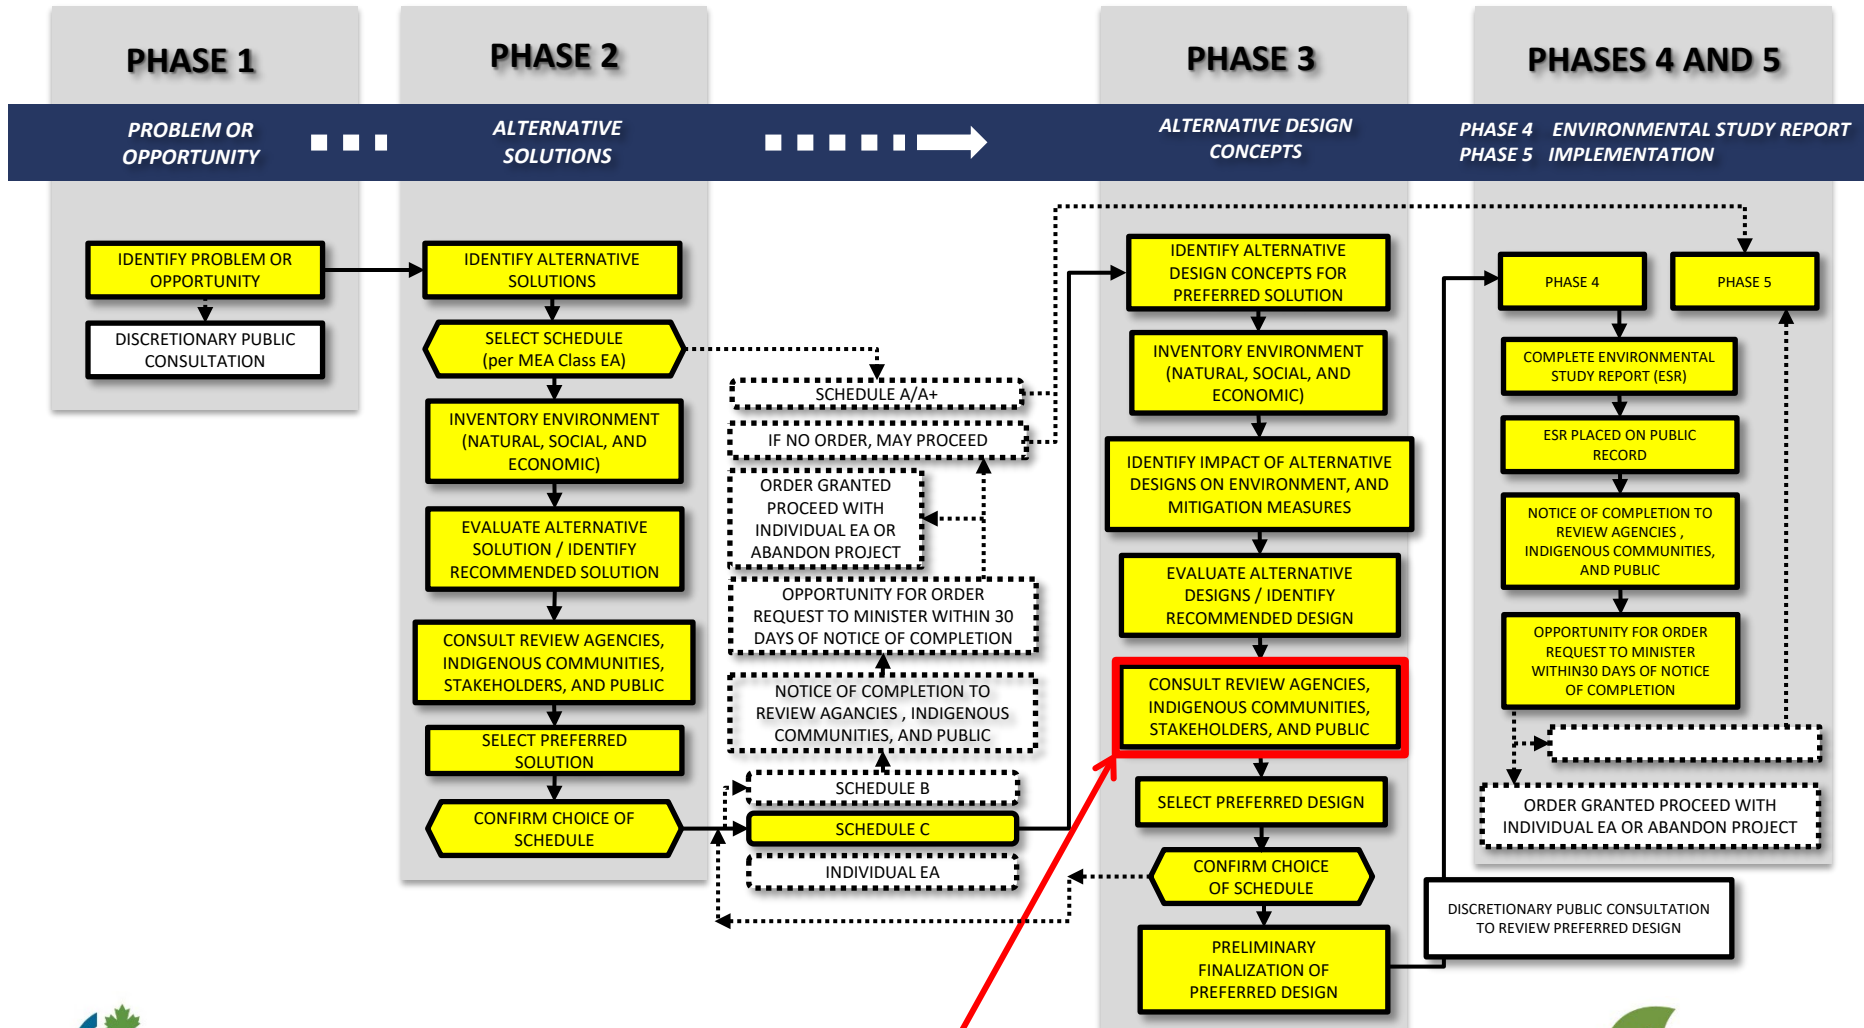 PHASE 1
PHASE 2
PHASE 3
PHASES 4 AND 5
PROBLEM OR
OPPORTUNITY
ALTERNATIVE
SOLUTIONS
ALTERNATIVE DESIGN
CONCEPTS
PHASE 4 ENVIRONMENTAL STUDY REPORT
PHASE 5 IMPLEMENTATION
IDENTIFY PROBLEM OR
OPPORTUNITY
DISCRETIONARY PUBLIC
CONSULTATION
IDENTIFY ALTERNATIVE
SOLUTIONS
SELECT SCHEDULE
(per MEA Class EA)
INVENTORY ENVIRONMENT
(NATURAL, SOCIAL, AND
ECONOMIC)
EVALUATE ALTERNATIVE
SOLUTION / IDENTIFY
RECOMMENDED SOLUTION
CONSULT REVIEW AGENCIES,
INDIGENOUS COMMUNITIES,
STAKEHOLDERS, AND PUBLIC
SELECT PREFERRED
SOLUTION
CONFIRM CHOICE OF
SCHEDULE
SCHEDULE A/A+
IF NO ORDER, MAY PROCEED
ORDER GRANTED
PROCEED WITH
INDIVIDUAL EA OR
ABANDON PROJECT
OPPORTUNITY FOR ORDER
REQUEST TO MINISTER WITHIN 30
DAYS OF NOTICE OF COMPLETION
NOTICE OF COMPLETION TO
REVIEW AGANCIES , INDIGENOUS
COMMUNITIES, AND PUBLIC
SCHEDULE B
SCHEDULE C
INDIVIDUAL EA
IDENTIFY ALTERNATIVE
DESIGN CONCEPTS FOR
PREFERRED SOLUTION
INVENTORY ENVIRONMENT
(NATURAL, SOCIAL, AND
ECONOMIC)
IDENTIFY IMPACT OF ALTERNATIVE
DESIGNS ON ENVIRONMENT, AND
MITIGATION MEASURES
EVALUATE ALTERNATIVE
DESIGNS / IDENTIFY
RECOMMENDED DESIGN
CONSULT REVIEW AGENCIES,
INDIGENOUS COMMUNITIES,
STAKEHOLDERS, AND PUBLIC
SELECT PREFERRED DESIGN
CONFIRM CHOICE
OF SCHEDULE
PRELIMINARY
FINALIZATION OF
PREFERRED DESIGN
PHASE 4
PHASE 5
COMPLETE ENVIRONMENTAL
STUDY REPORT (ESR)
ESR PLACED ON PUBLIC
RECORD
NOTICE OF COMPLETION TO
REVIEW AGENCIES ,
INDIGENOUS COMMUNITIES,
AND PUBLIC
OPPORTUNITY FOR ORDER
REQUEST TO MINISTER
WITHIN30 DAYS OF NOTICE
OF COMPLETION
ORDER GRANTED PROCEED WITH
INDIVIDUAL EA OR ABANDON PROJECT
DISCRETIONARY PUBLIC CONSULTATION
TO REVIEW PREFERRED DESIGN